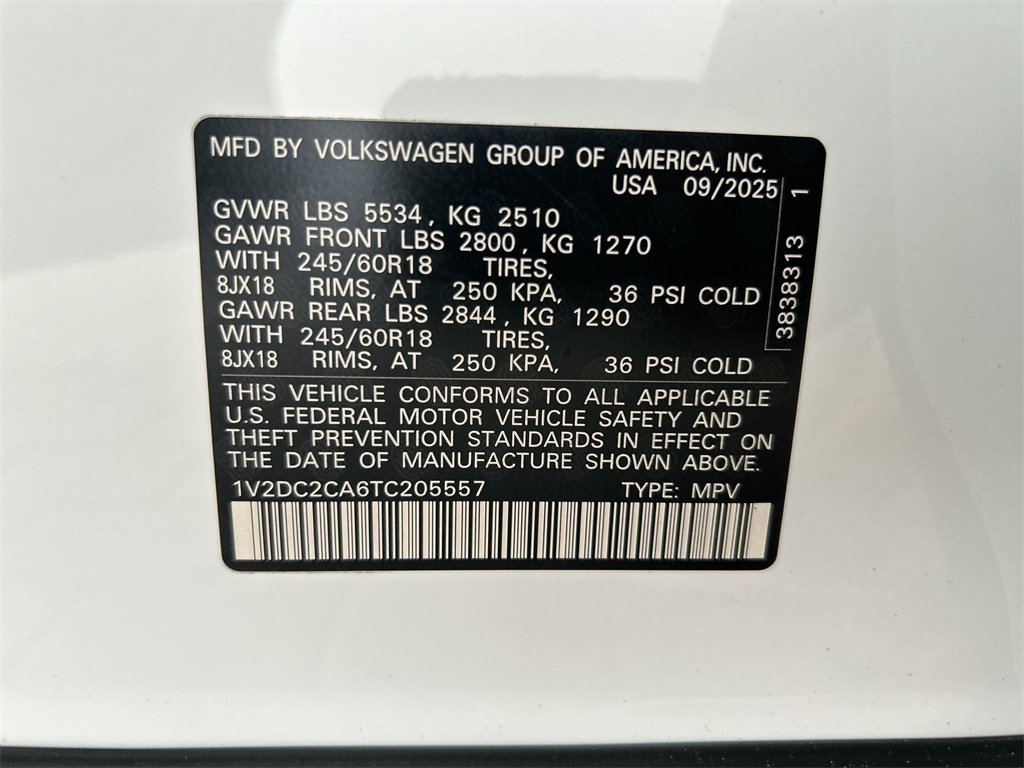 MFD BY VOLKSWAGEN GROUP OF AMERICA, INC.
USA 09/2025
GVWR LBS 5534, KG 2510
GAWR FRONT LBS 2800, KG 1270
WITH 245/60R18 TIRES,
8JX18 RIMS, AT 250 KPA, 36 PSI COLD
GAWR REAR LBS 2844, KG 1290
WITH 245/60R18 TIRES,
8JX18 RIMS, AT 250 KPA, 36 PSI COLD
THIS VEHICLE CONFORMS TO ALL APPLICABLE
U.S. FEDERAL MOTOR VEHICLE SAFETY AND
THEFT PREVENTION STANDARDS IN EFFECT ON
THE DATE OF MANUFACTURE SHOWN ABOVE.
1V2DC2CA6TC205557 TYPE: MPV
3838313 1